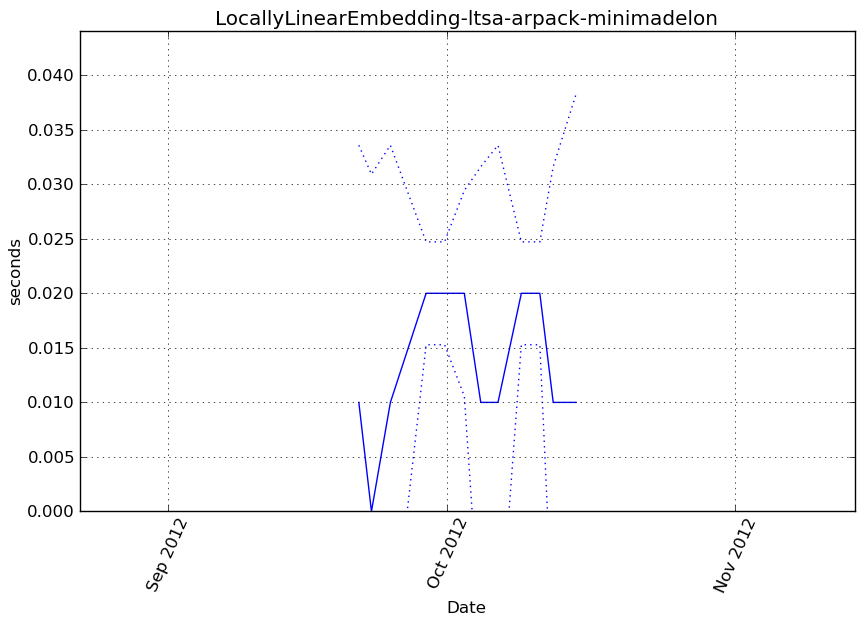 LocallyLinearEmbedding-ltsa-arpack-minimadelon
0.040
0.035
0.030
0.025
0.020
0.015
0.010
0.005
0.000
seconds
Sep 2012
Oct 2012
Nov 2012
Date